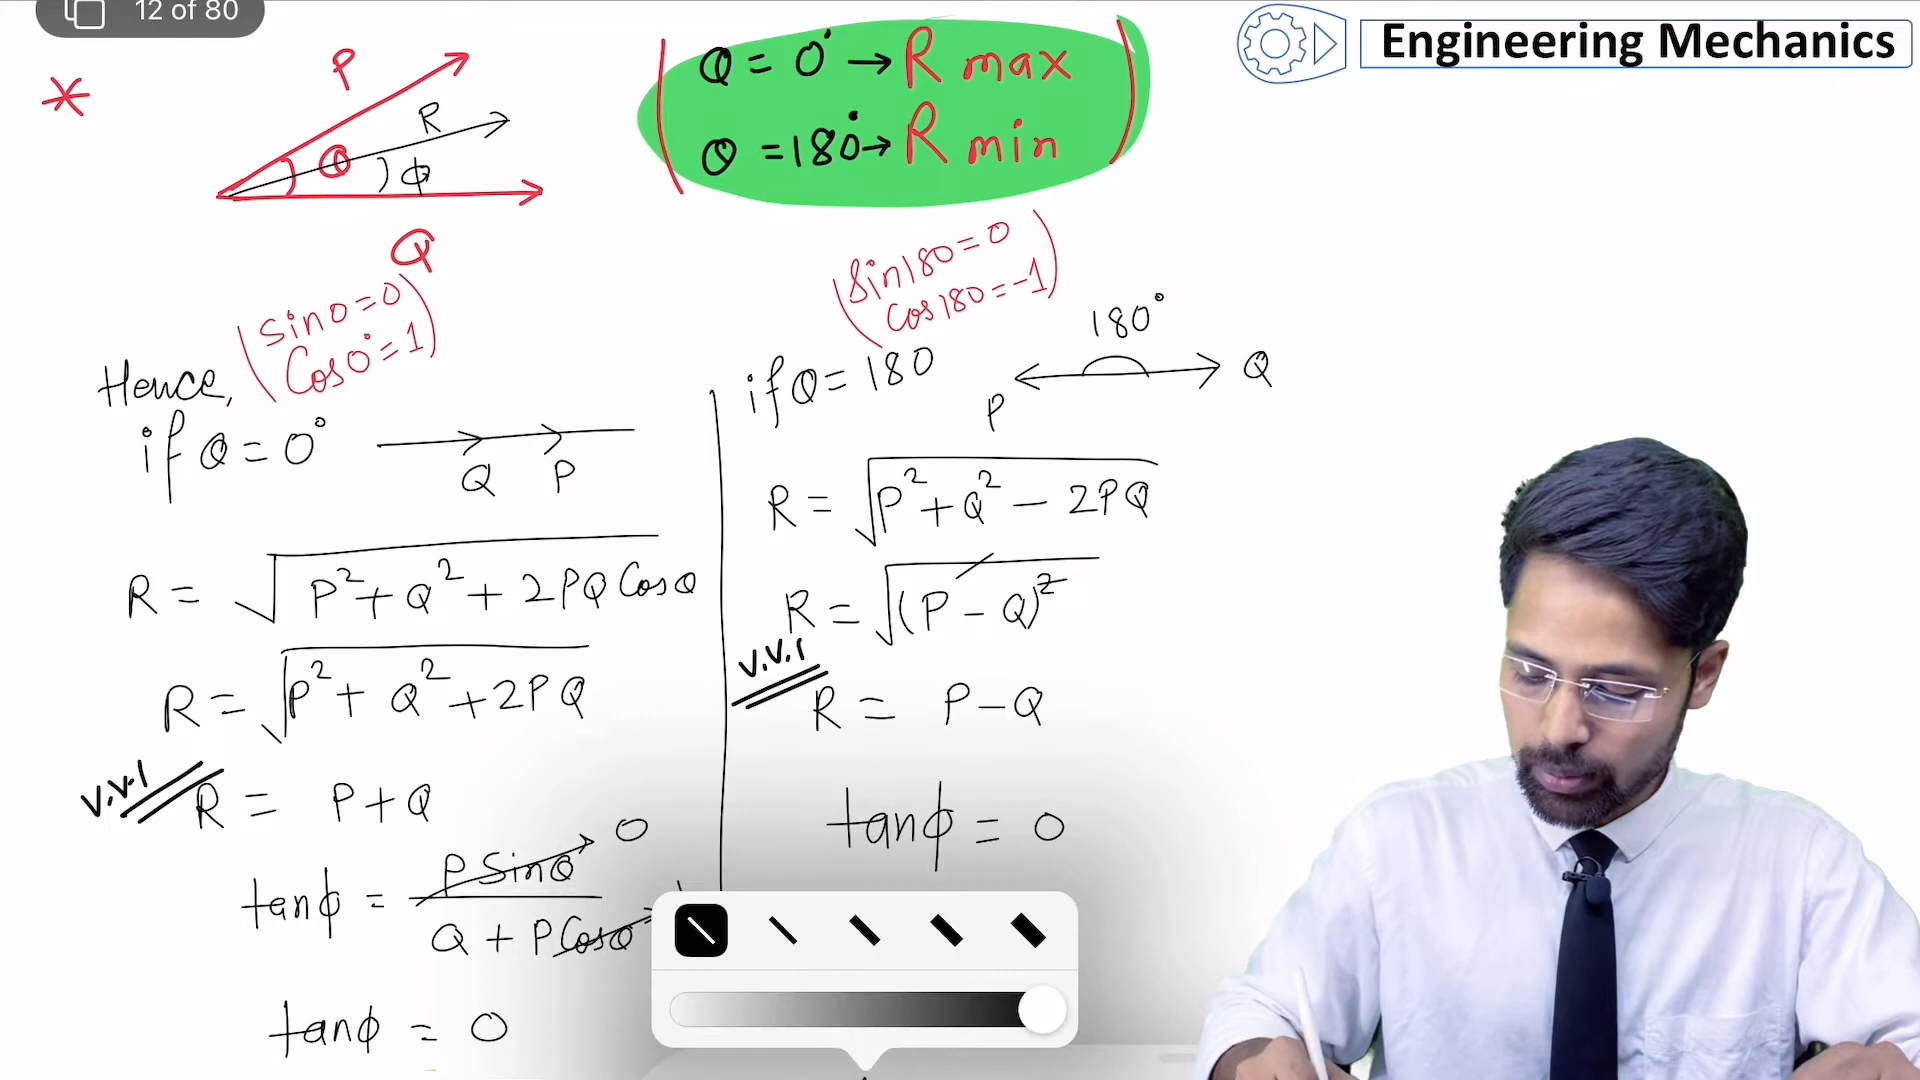 12 of 80
Engineering Mechanics
*
P
R
θ
ϕ
Q
θ = 0° → R max
θ = 180° → R min
(sin0 = 0
Cos0° = 1)
Hence,
if θ = 0°
Q P
R = √P² + Q² + 2PQ Cosθ
R = √P² + Q² + 2PQ
V.V.I
R = P + Q
tanϕ = P Sinθ → 0
Q + P Cosθ
tanϕ = 0
(Sin180 = 0
Cos180 = -1)
if θ = 180
180°
P Q
R = √P² + Q² - 2PQ
R = √(P - Q)²
V.V.I
R = P - Q
tanϕ = 0